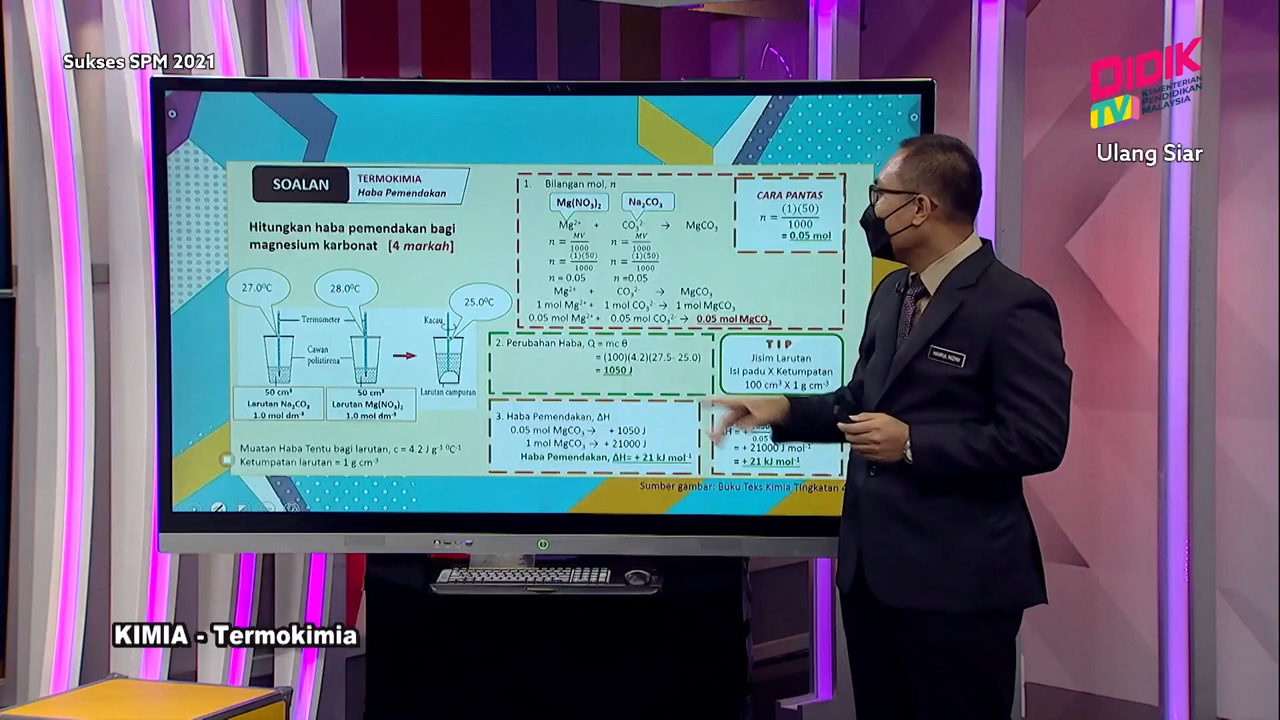 Sukses SPM 2021
DIDIK
TV
KEMENTERIAN
PENDIDIKAN
MALAYSIA
Ulang Siar
SOALAN
TERMOKIMIA
Haba Pemendakan
Hitungkan haba pemendakan bagi
magnesium karbonat [4 markah]
27.0⁰C
28.0⁰C
25.0⁰C
Termometer
Kacau
Cawan
polistirena
Larutan campuran
50 cm³
Larutan Na₂CO₃
1.0 mol dm⁻³
50 cm³
Larutan Mg(NO₃)₂
1.0 mol dm⁻³
Muatan Haba Tentu bagi larutan, c = 4.2 J g⁻¹ ⁰C⁻¹
Ketumpatan larutan = 1 g cm⁻³
1. Bilangan mol, n
Mg(NO₃)₂ Na₂CO₃
Mg²⁺ + CO₃²⁻ → MgCO₃
n = MV/1000 n = MV/1000
n = (1)(50)/1000 n = (1)(50)/1000
n = 0.05 n =0.05
Mg²⁺ + CO₃²⁻ → MgCO₃
1 mol Mg²⁺ + 1 mol CO₃²⁻ → 1 mol MgCO₃
0.05 mol Mg²⁺ + 0.05 mol CO₃²⁻ → 0.05 mol MgCO₃
CARA PANTAS
n = (1)(50)/1000
= 0.05 mol
2. Perubahan Haba, Q = mc θ
= (100)(4.2)(27.5- 25.0)
= 1050 J
TIP
Jisim Larutan
Isi padu X Ketumpatan
100 cm³ X 1 g cm⁻³
3. Haba Pemendakan, ΔH
0.05 mol MgCO₃ → + 1050 J
1 mol MgCO₃ → + 21000 J
Haba Pemendakan, ΔH= + 21 kJ mol⁻¹
= + 21000 J mol⁻¹
= + 21 kJ mol⁻¹
Sumber gambar: Buku Teks Kimia Tingkatan 4
KIMIA - Termokimia